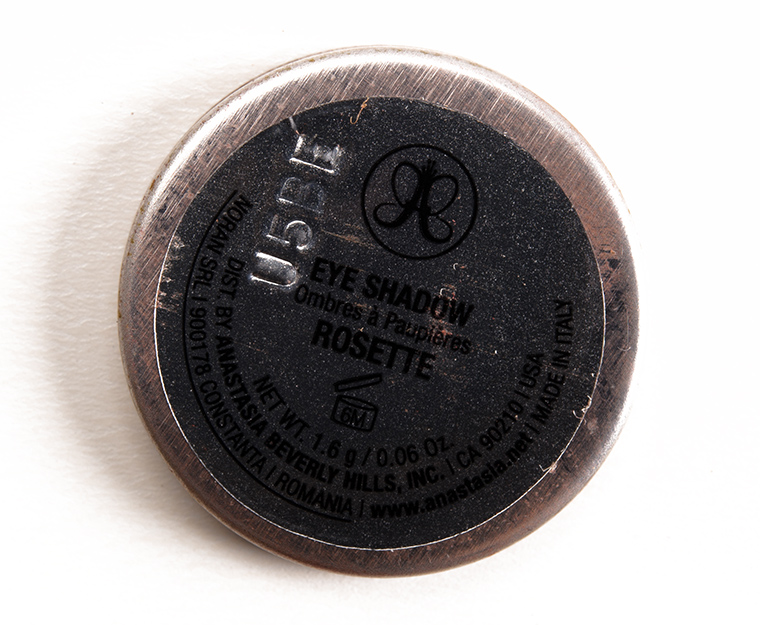 U5BE
EYE SHADOW
Ombres à Paupières
ROSETTE
6M
NET WT. 1.6 g / 0.06 Oz.
DIST. BY ANASTASIA BEVERLY HILLS, INC. | CA 90210 | USA
NORAN SRL. | 900178 CONSTANTA | ROMANIA | www.anastasia.net | MADE IN ITALY